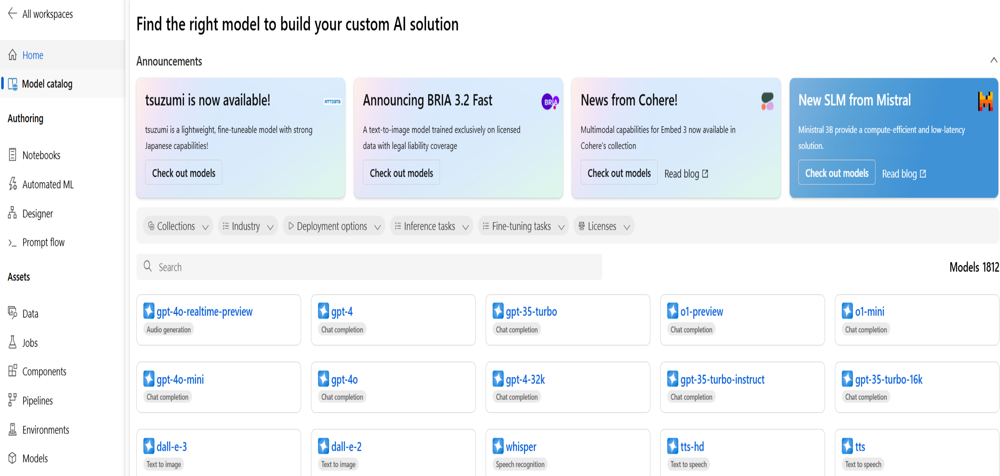 All workspaces
Home
Model catalog
Authoring
Notebooks
Automated ML
Designer
Prompt flow
Assets
Data
Jobs
Components
Pipelines
Environments
Models
Find the right model to build your custom AI solution
Announcements
tsuzumi is now available!
NTT DATA
tsuzumi is a lightweight, fine-tuneable model with strong
Japanese capabilities!
Check out models
Announcing BRIA 3.2 Fast
BRIA
A text-to-image model trained exclusively on licensed
data with legal liability coverage
Check out models
News from Cohere!
Multimodal capabilities for Embed 3 now available in
Cohere's collection
Check out models Read blog
New SLM from Mistral
Ministral 3B provide a compute-efficient and low-latency
solution.
Check out models Read blog
Collections Industry Deployment options Inference tasks Fine-tuning tasks Licenses
Search
Models 1812
gpt-4o-realtime-preview
Audio generation
gpt-4
Chat completion
gpt-35-turbo
Chat completion
o1-preview
Chat completion
o1-mini
Chat completion
gpt-4o-mini
Chat completion
gpt-4o
Chat completion
gpt-4-32k
Chat completion
gpt-35-turbo-instruct
Chat completion
gpt-35-turbo-16k
Chat completion
dall-e-3
Text to image
dall-e-2
Text to image
whisper
Speech recognition
tts-hd
Text to speech
tts
Text to speech